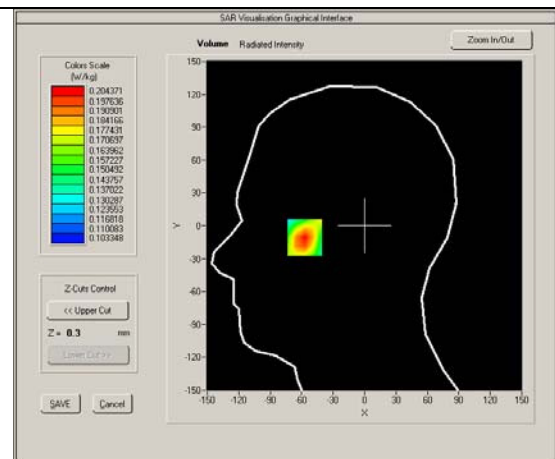 SAR Visualisation Graphical Interface
Volume Radiated Intensity
Zoom In/Out
Colors Scale
(W/kg)
0.204371
0.197636
0.190901
0.184166
0.177431
0.170697
0.163962
0.157227
0.150492
0.143757
0.137022
0.130287
0.123553
0.116818
0.110083
0.103348
Z-Cuts Control
<< Upper Cut
Z = 0.3 mm
Lower Cut >>
SAVE Cancel
150
120
90
60
30
0
-30
-60
-90
-120
-150
Y
-150 -120 -90 -60 -30 0 30 60 90 120 150
X